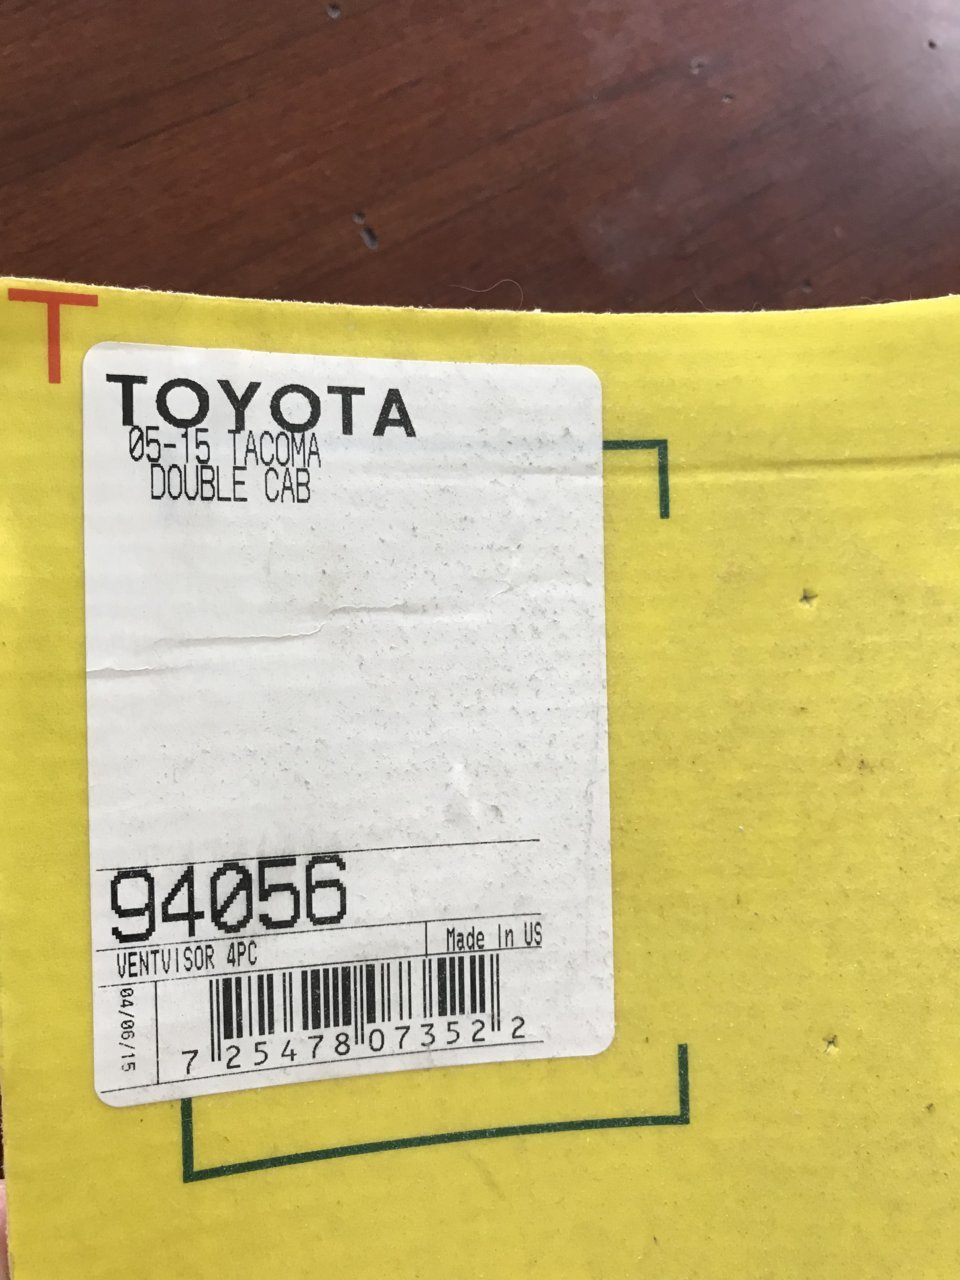 T
TOYOTA
05-15 TACOMA
DOUBLE CAB
94056
VENTVISOR 4PC
Made In US
04/06/15
7 25478 07352 2